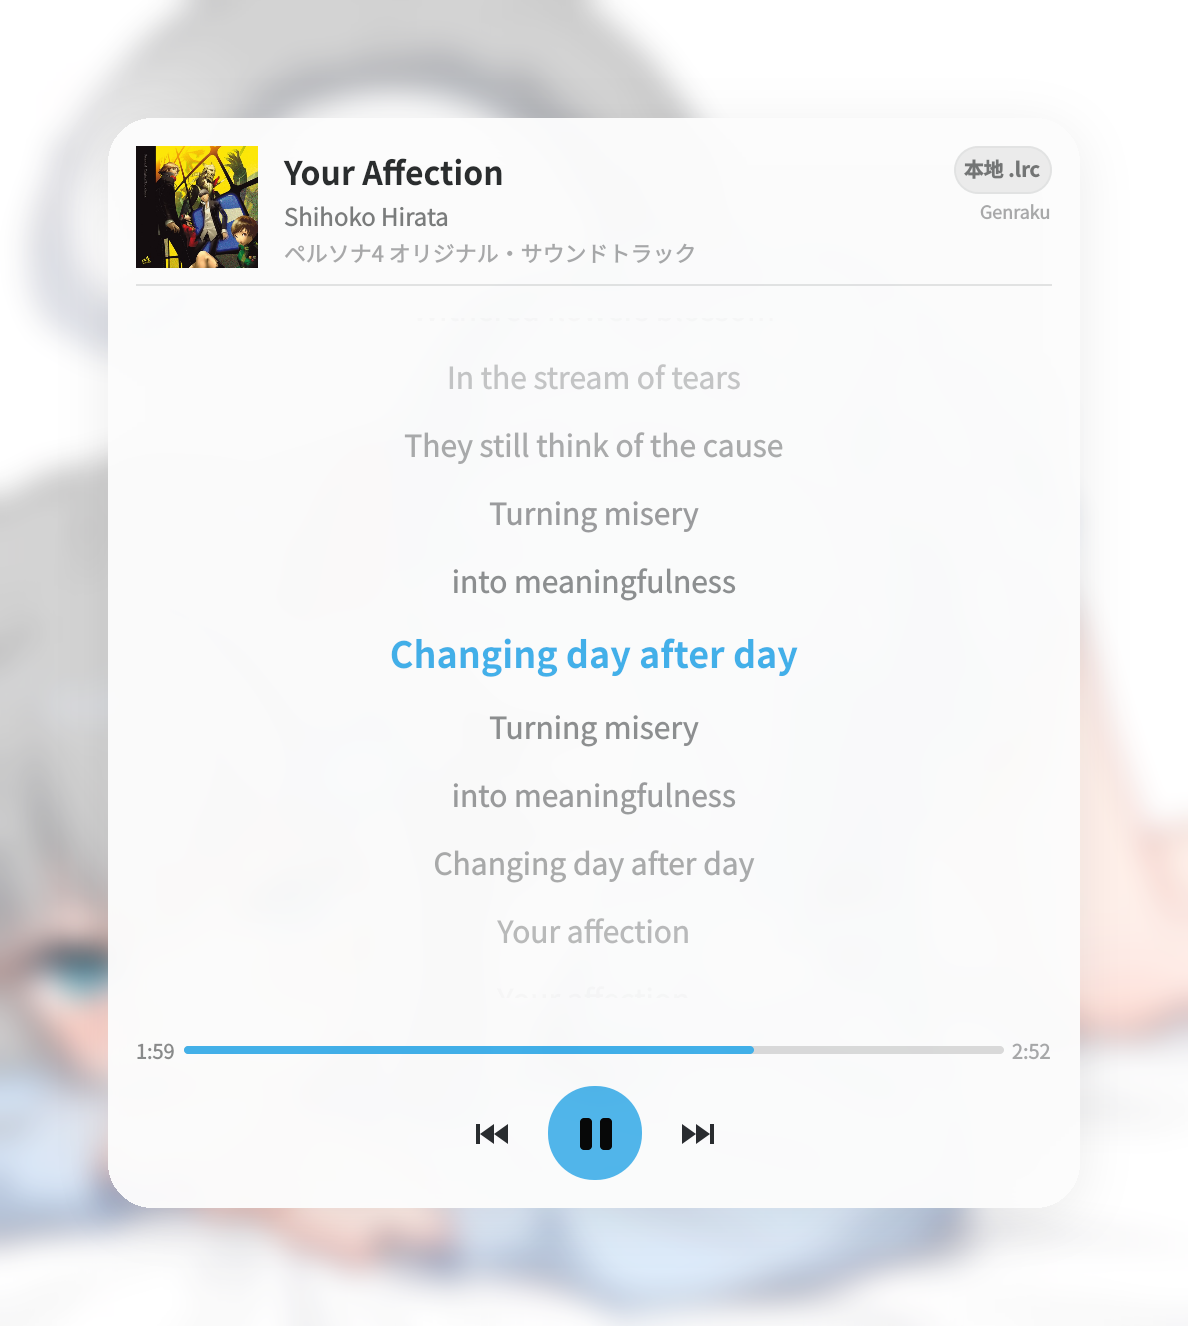 Your Affection
Shihoko Hirata
ペルソナ4 オリジナル・サウンドトラック
本地 .lrc
Genraku
In the stream of tears
They still think of the cause
Turning misery
into meaningfulness
Changing day after day
Turning misery
into meaningfulness
Changing day after day
Your affection
Your affection
1:59
2:52